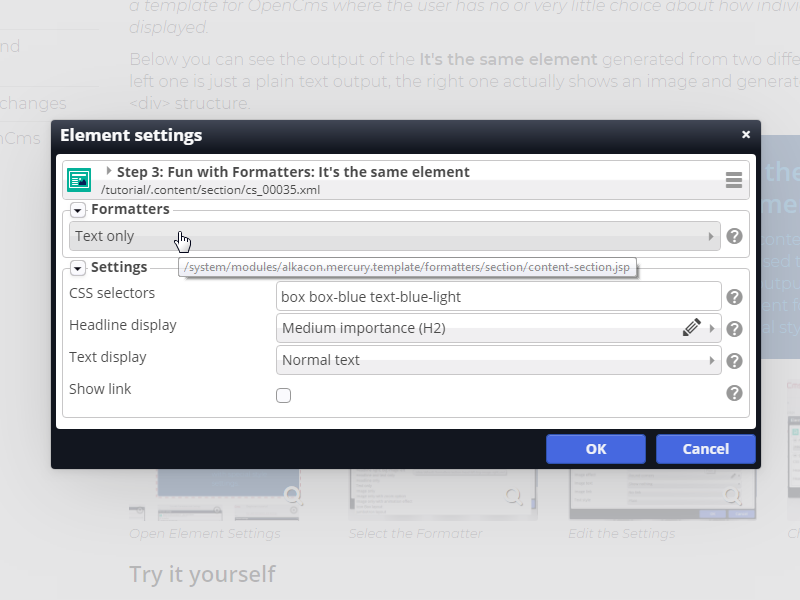 a template for OpenCms where the user has no or very little choice about how
displayed.
nd
Below you can see the output of the It's the same element generated from two
left one is just a plain text output, the right one actually shows an image and
changes
<div> structure.
Element settings
×
Step 3: Fun with Formatters: It's the same element
/tutorial/.content/section/cs_00035.xml
Formatters
Text only
?
Settings
/system/modules/alkacon.mercury.template/formatters/section/content-section.jsp
CSS selectors
box box-blue text-blue-light
?
Headline display
Medium importance (H2)
?
Text display
Normal text
?
Show link
?
OK
Cancel
Open Element Settings
Select the Formatter
Edit the Settings
Try it yourself